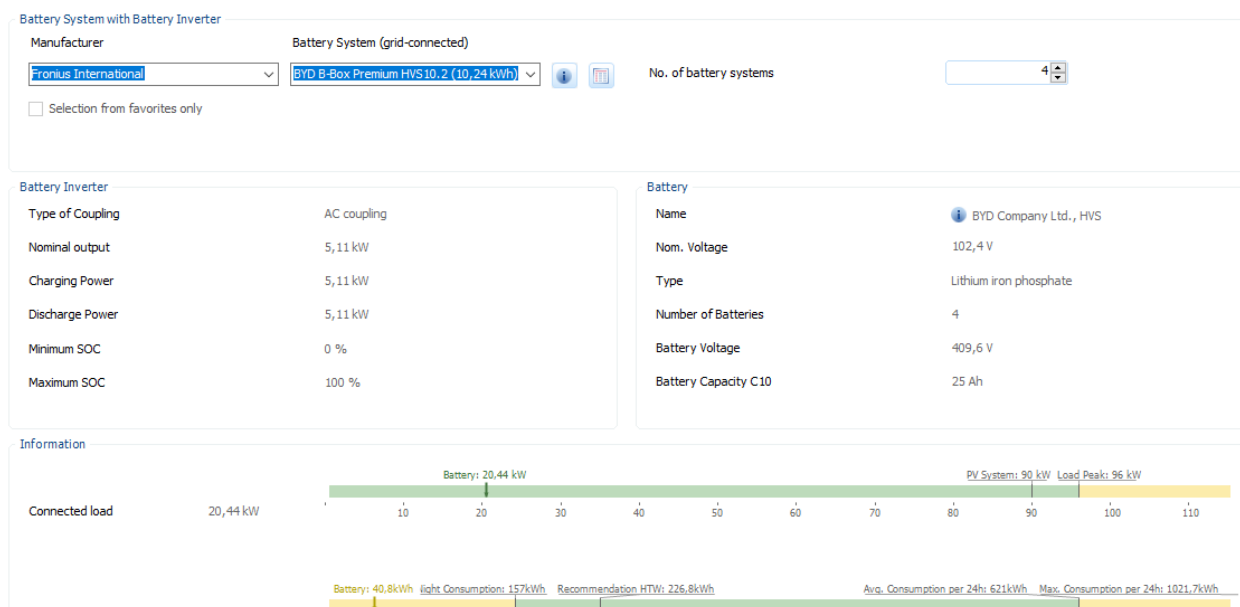 Battery System with Battery Inverter
Manufacturer
Battery System (grid-connected)
Fronius International
BYD B-Box Premium HVS10.2 (10,24 kWh)
No. of battery systems
4
Selection from favorites only
Battery Inverter
Type of Coupling
AC coupling
Nominal output
5,11 kW
Charging Power
5,11 kW
Discharge Power
5,11 kW
Minimum SOC
0 %
Maximum SOC
100 %
Battery
Name
BYD Company Ltd., HVS
Nom. Voltage
102,4 V
Type
Lithium iron phosphate
Number of Batteries
4
Battery Voltage
409,6 V
Battery Capacity C10
25 Ah
Information
Battery: 20,44 kW
PV System: 90 kW
Load Peak: 96 kW
Connected load
20,44 kW
10 20 30 40 50 60 70 80 90 100 110
Battery: 40,8kWh
ight Consumption: 157kWh
Recommendation HTW: 226,8kWh
Avg. Consumption per 24h: 621kWh
Max. Consumption per 24h: 1021,7kWh